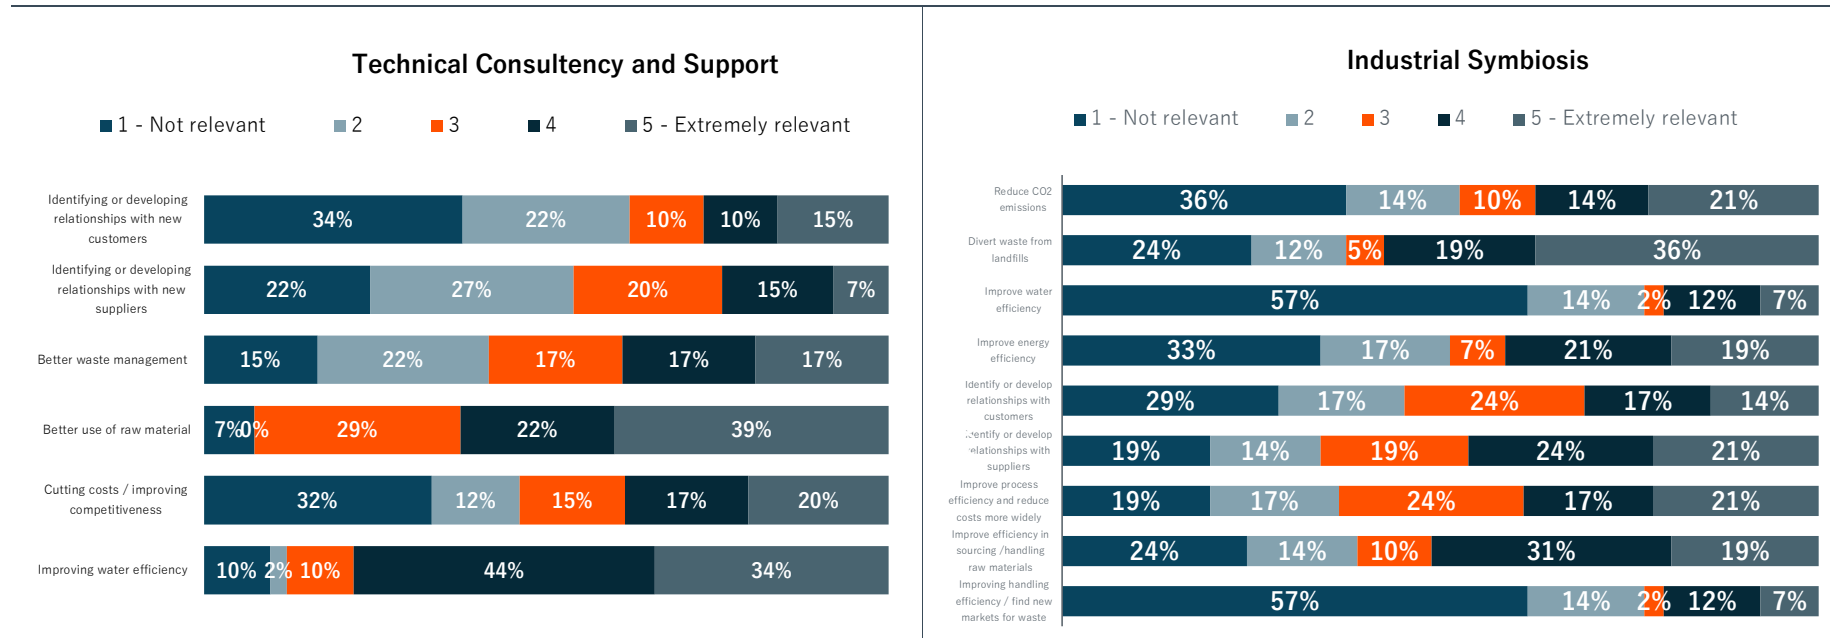 Technical Consultency and Support
1 - Not relevant 2 3 4 5 - Extremely relevant
Identifying or developing
relationships with new
customers
34% 22% 10% 10% 15%
Identifying or developing
relationships with new
suppliers
22% 27% 20% 15% 7%
Better waste management
15% 22% 17% 17% 17%
Better use of raw material
7% 0% 29% 22% 39%
Cutting costs / improving
competitiveness
32% 12% 15% 17% 20%
Improving water efficiency
10% 2% 10% 44% 34%
Industrial Symbiosis
1 - Not relevant 2 3 4 5 - Extremely relevant
Reduce CO2
emissions
36% 14% 10% 14% 21%
Divert waste from
landfills
24% 12% 5% 19% 36%
Improve water
efficiency
57% 14% 2% 12% 7%
Improve energy
efficiency
33% 17% 7% 21% 19%
Identify or develop
relationships with
customers
29% 17% 24% 17% 14%
Identify or develop
relationships with
suppliers
19% 14% 19% 24% 21%
Improve process
efficiency and reduce
costs more widely
19% 17% 24% 17% 21%
Improve efficiency in
sourcing /handling
raw materials
24% 14% 10% 31% 19%
Improving handling
efficiency / find new
markets for waste
57% 14% 2% 12% 7%